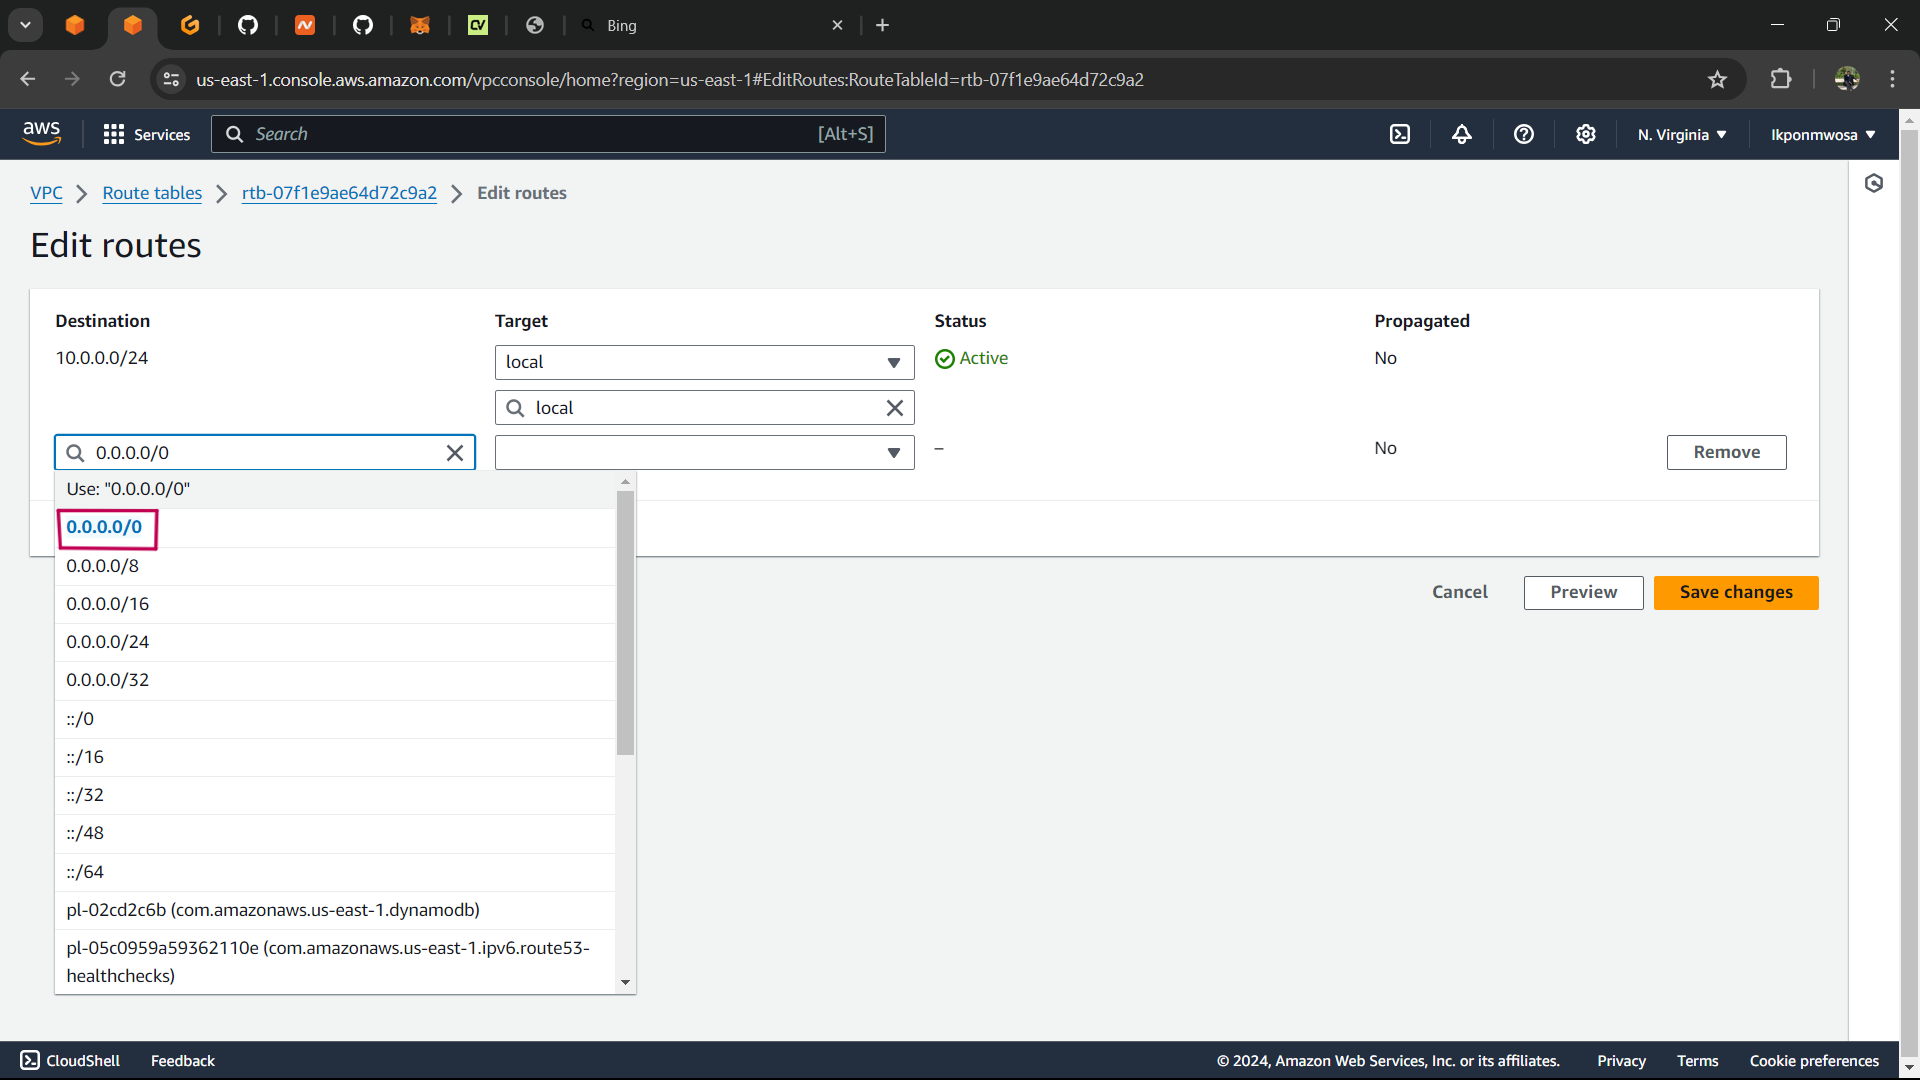 Bing
us-east-1.console.aws.amazon.com/vpcconsole/home?region=us-east-1#EditRoutes:RouteTableId=rtb-07f1e9ae64d72c9a2
aws Services Search [Alt+S] N. Virginia Ikponmwosa
VPC Route tables rtb-07f1e9ae64d72c9a2 Edit routes
Edit routes
Destination Target Status Propagated
10.0.0.0/24 local Active No
local
0.0.0.0/0 – No Remove
Use: "0.0.0.0/0"
0.0.0.0/0
0.0.0.0/8
0.0.0.0/16
0.0.0.0/24
0.0.0.0/32
::/0
::/16
::/32
::/48
::/64
pl-02cd2c6b (com.amazonaws.us-east-1.dynamodb)
pl-05c0959a59362110e (com.amazonaws.us-east-1.ipv6.route53-
healthchecks)
Cancel Preview Save changes
CloudShell Feedback © 2024, Amazon Web Services, Inc. or its affiliates. Privacy Terms Cookie preferences